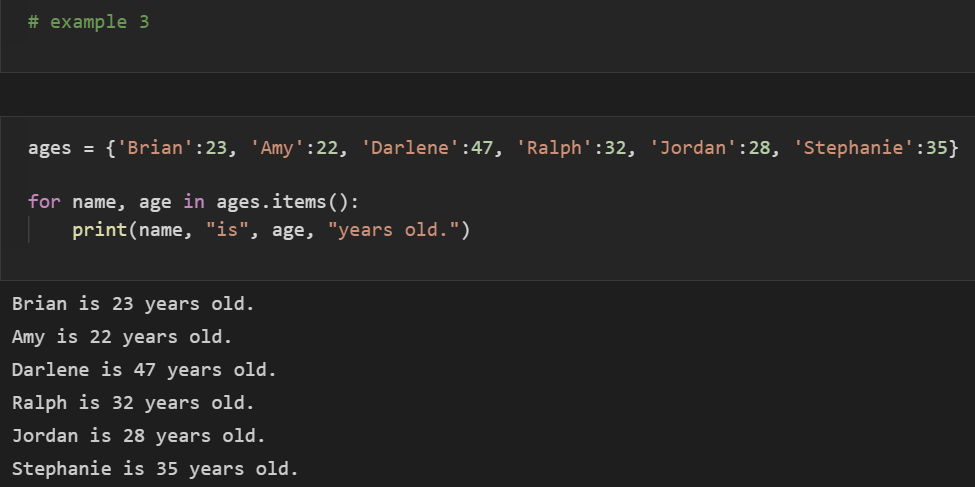 # example 3
ages = {'Brian':23, 'Amy':22, 'Darlene':47, 'Ralph':32, 'Jordan':28, 'Stephanie':35}
for name, age in ages.items():
    print(name, "is", age, "years old.")
Brian is 23 years old.
Amy is 22 years old.
Darlene is 47 years old.
Ralph is 32 years old.
Jordan is 28 years old.
Stephanie is 35 years old.